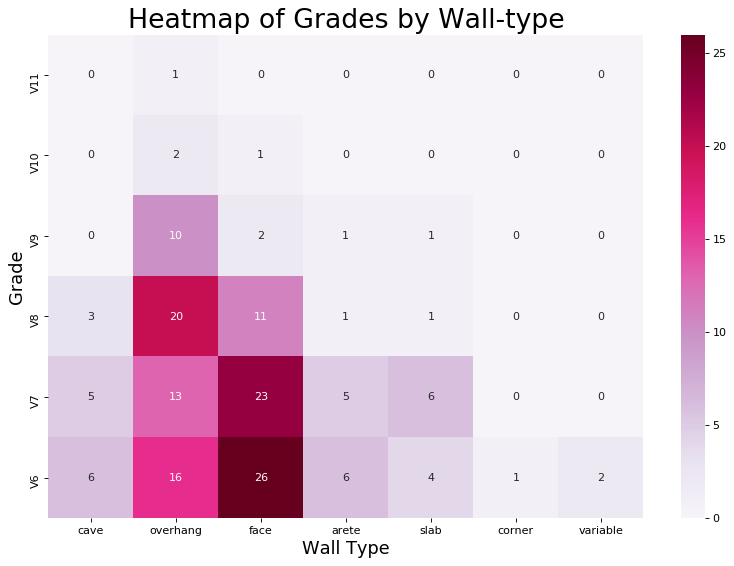 Heatmap of Grades by Wall-type
V11 0 1 0 0 0 0 0
V10 0 2 1 0 0 0 0
V9 0 10 2 1 1 0 0
V8 3 20 11 1 1 0 0
V7 5 13 23 5 6 0 0
V6 6 16 26 6 4 1 2
cave overhang face arete slab corner variable
Wall Type
Grade
25
20
15
10
5
0